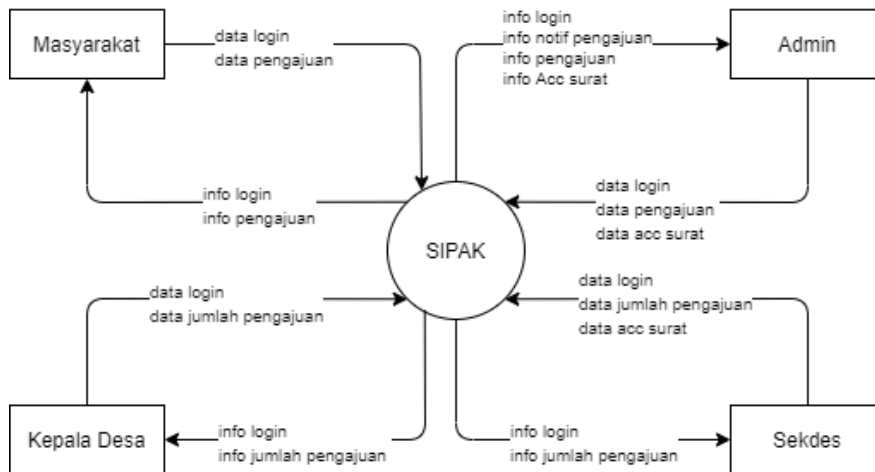 Masyarakat
data login
data pengajuan
info login
info notif pengajuan
info pengajuan
info Acc surat
Admin
info login
info pengajuan
data login
data pengajuan
data acc surat
SIPAK
data login
data jumlah pengajuan
data login
data jumlah pengajuan
data acc surat
Kepala Desa
info login
info jumlah pengajuan
info login
info jumlah pengajuan
Sekdes